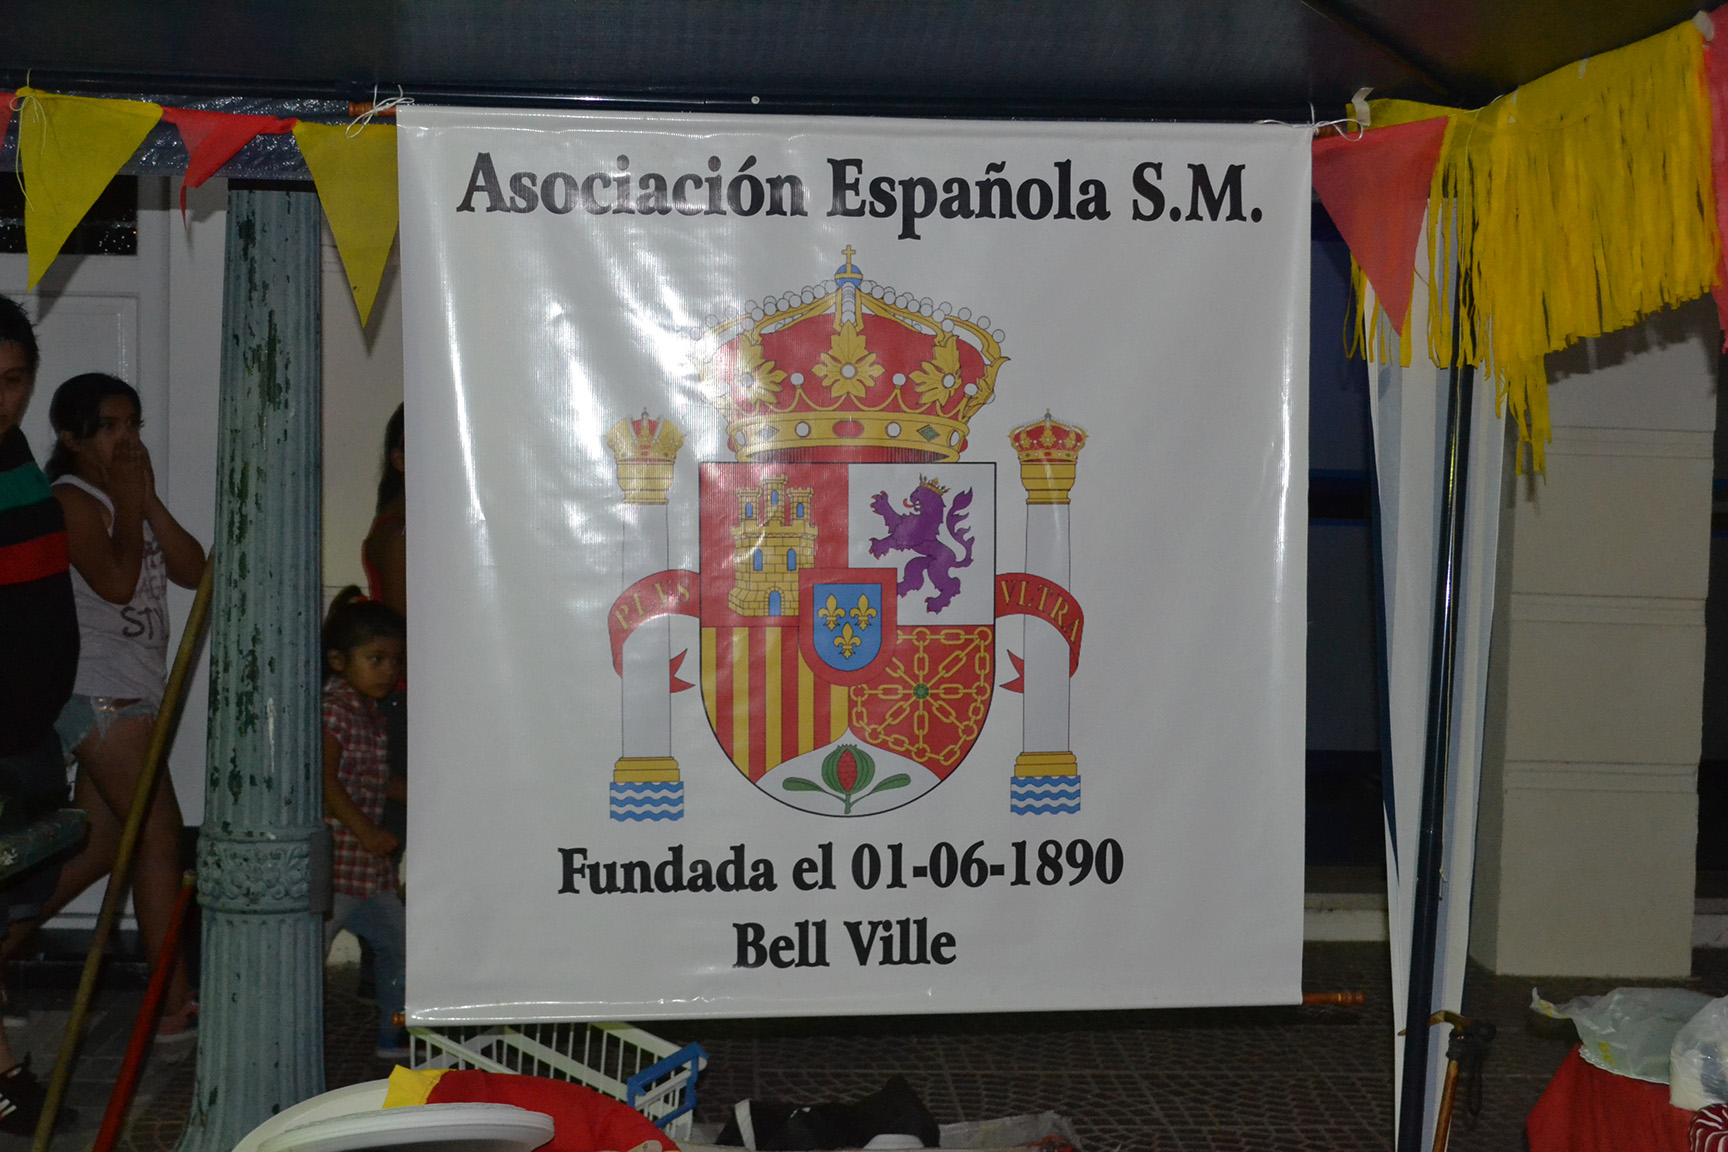 Asociación Española S.M.
PLVS VLTRA
Fundada el 01-06-1890
Bell Ville